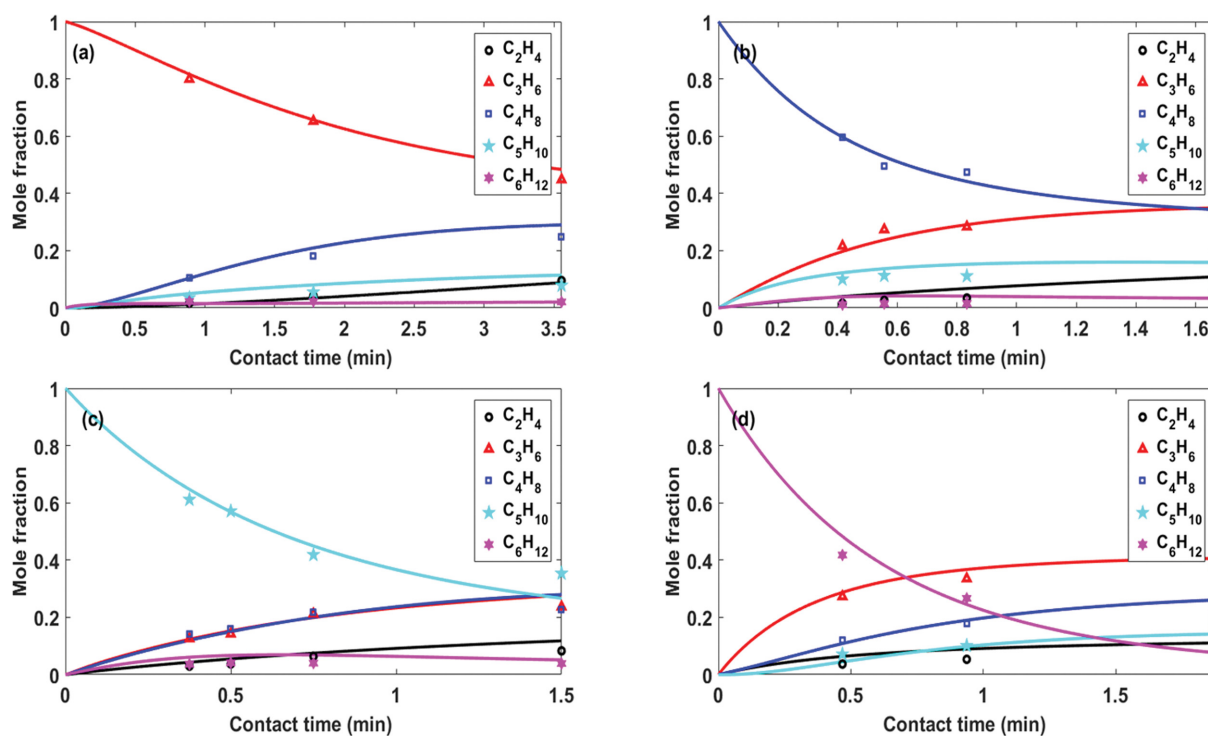 (a)
Mole fraction
1
0.8
0.6
0.4
0.2
0
0 0.5 1 1.5 2 2.5 3 3.5
Contact time (min)
C2H4
C3H6
C4H8
C5H10
C6H12
(b)
Mole fraction
1
0.8
0.6
0.4
0.2
0
0 0.2 0.4 0.6 0.8 1 1.2 1.4 1.6
Contact time (min)
C2H4
C3H6
C4H8
C5H10
C6H12
(c)
Mole fraction
1
0.8
0.6
0.4
0.2
0
0 0.5 1 1.5
Contact time (min)
C2H4
C3H6
C4H8
C5H10
C6H12
(d)
Mole fraction
1
0.8
0.6
0.4
0.2
0
0 0.5 1 1.5
Contact time (min)
C2H4
C3H6
C4H8
C5H10
C6H12